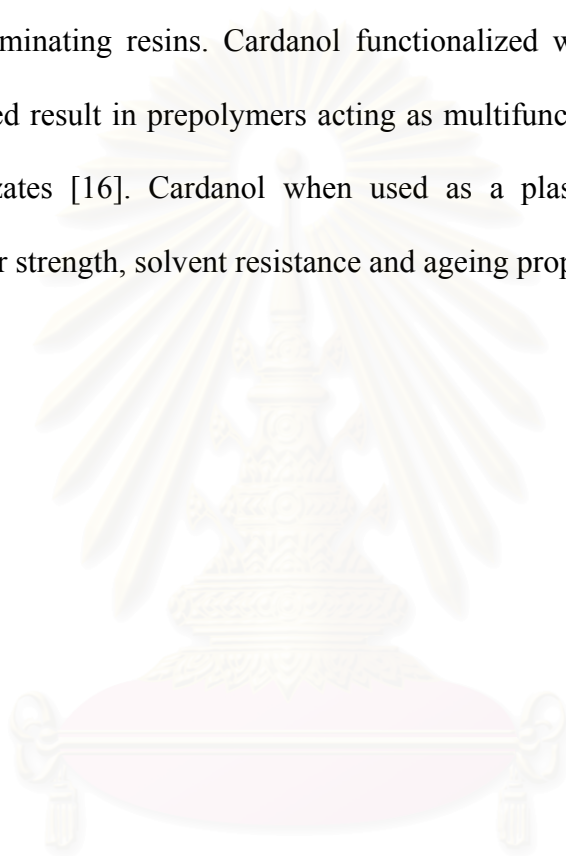 minating resins. Cardanol functionalized w
ed result in prepolymers acting as multifunc
zates [16]. Cardanol when used as a plas
r strength, solvent resistance and ageing prop